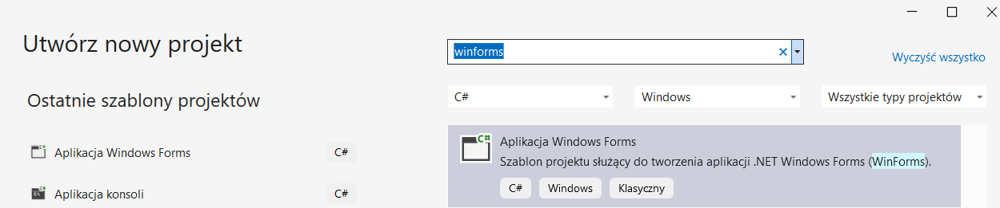 Utwórz nowy projekt
winforms
Wyczyść wszystko
Ostatnie szablony projektów
C#
Windows
Wszystkie typy projektów
Aplikacja Windows Forms
C#
Aplikacja konsoli
C#
Aplikacja Windows Forms
Szablon projektu służący do tworzenia aplikacji .NET Windows Forms (WinForms).
C#
Windows
Klasyczny